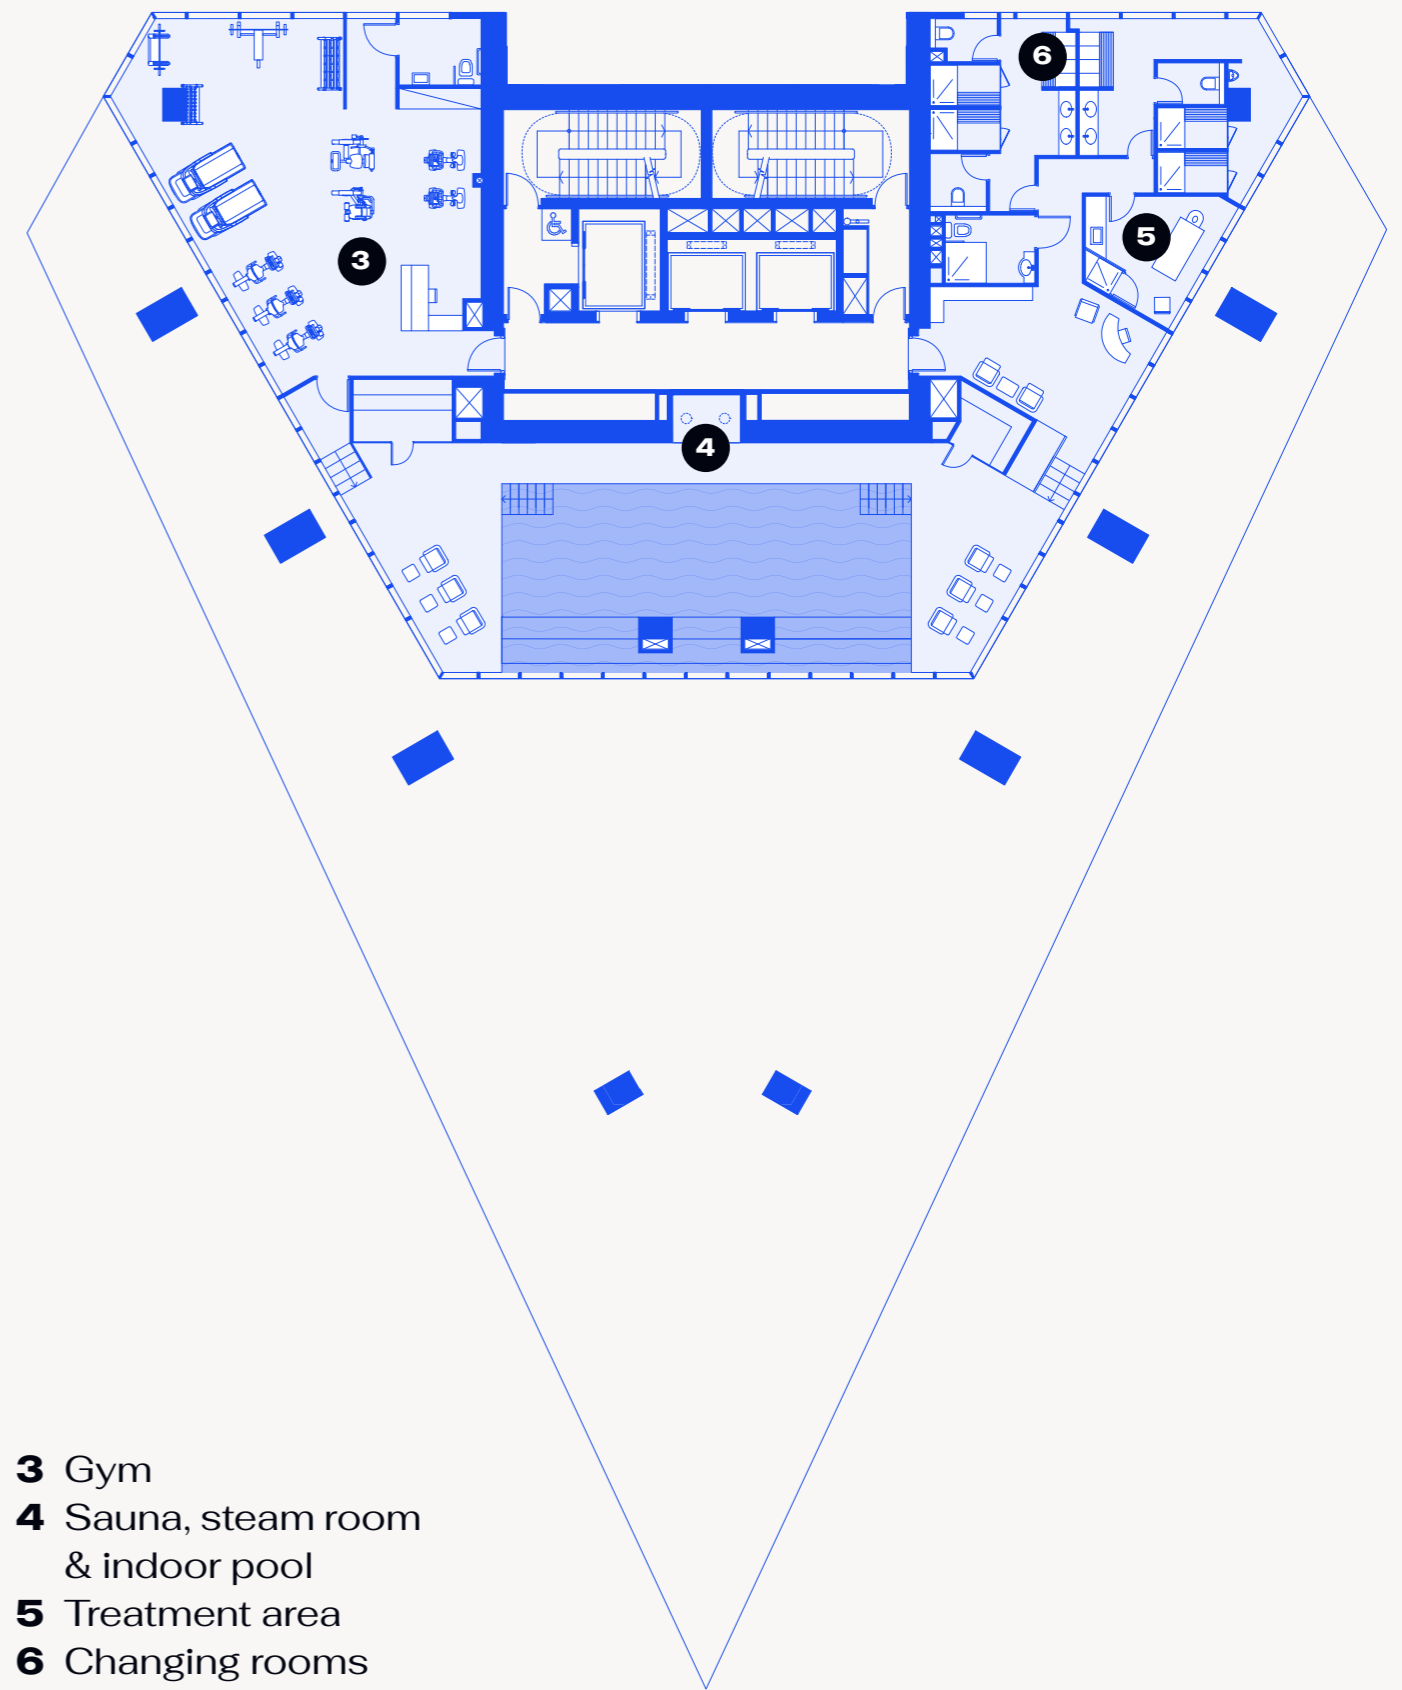 6
5
3
4
3 Gym
4 Sauna, steam room
& indoor pool
5 Treatment area
6 Changing rooms